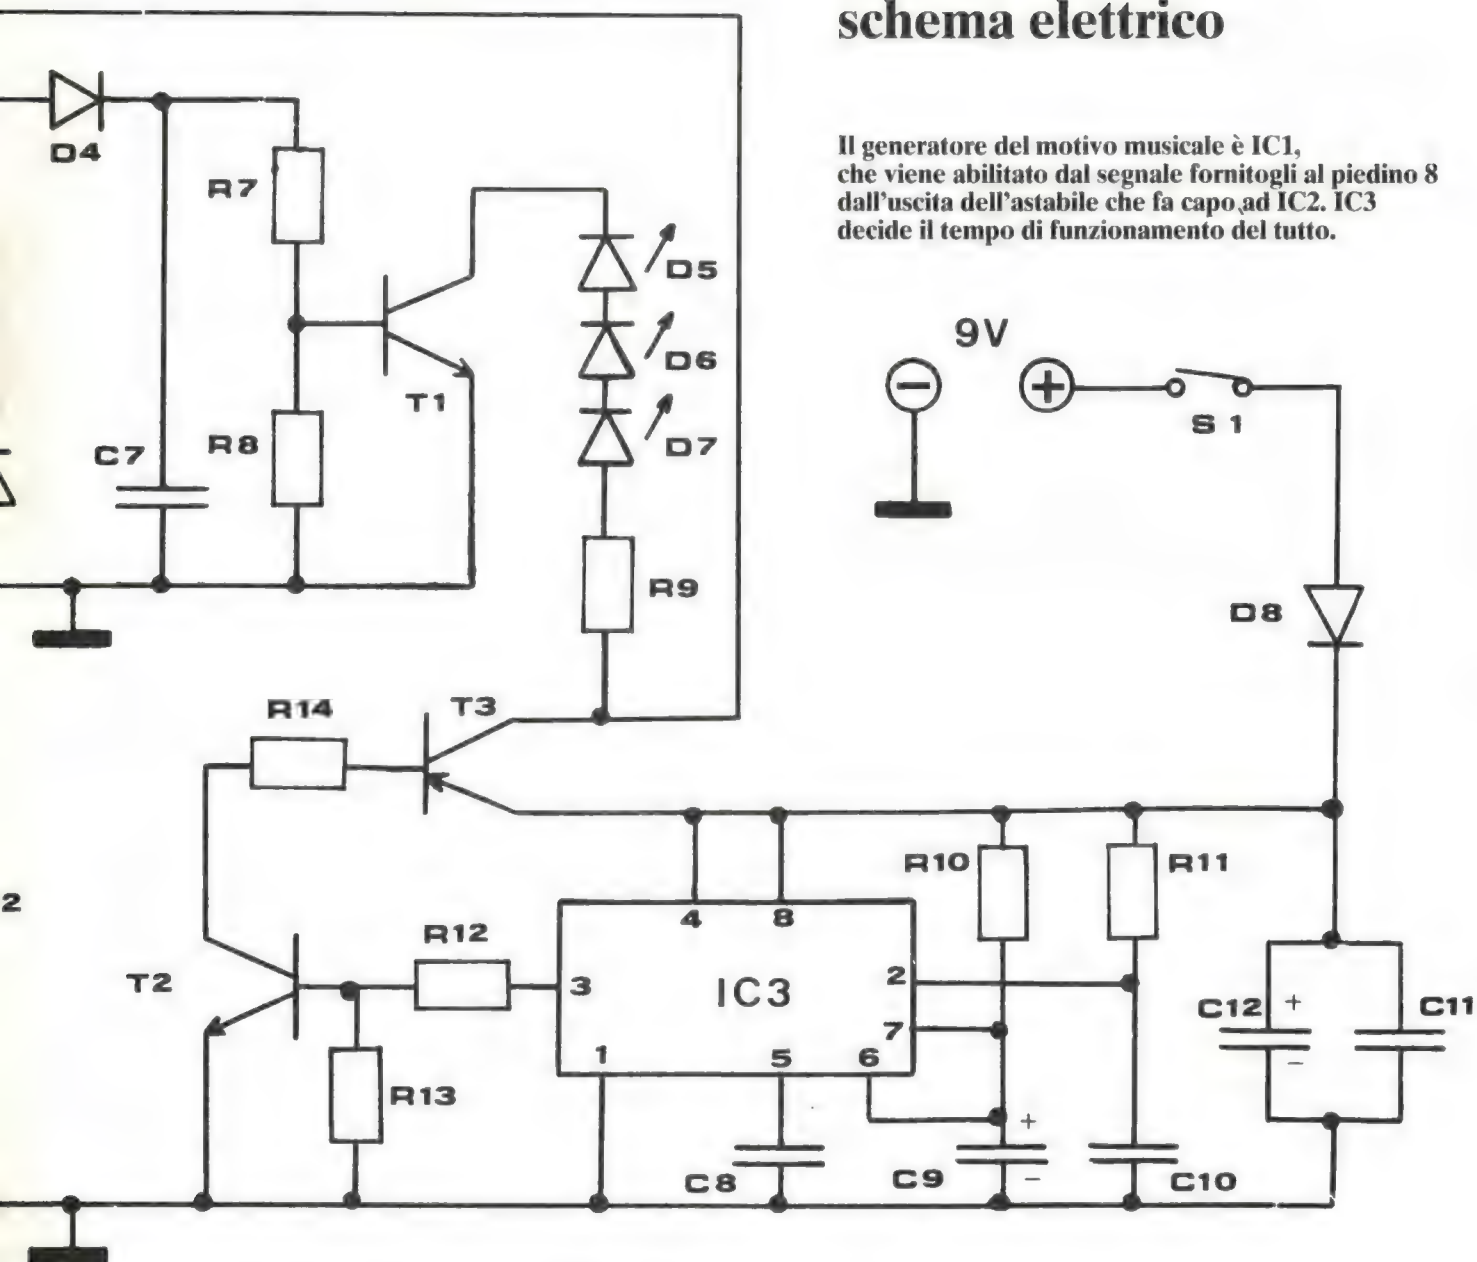 schema elettrico
Il generatore del motivo musicale è IC1,
che viene abilitato dal segnale fornitogli al piedino 8
dall'uscita dell'astabile che fa capo ad IC2. IC3
decide il tempo di funzionamento del tutto.
D4
R7
D5
9V
− +
D6
T1
S 1
C7
R8
D7
R9
D8
R14
T3
R10
R11
2
4
8
R12
T2
3
IC3
2
C12
+
−
C11
7
1
5
6
R13
+
−
C8
C9
C10